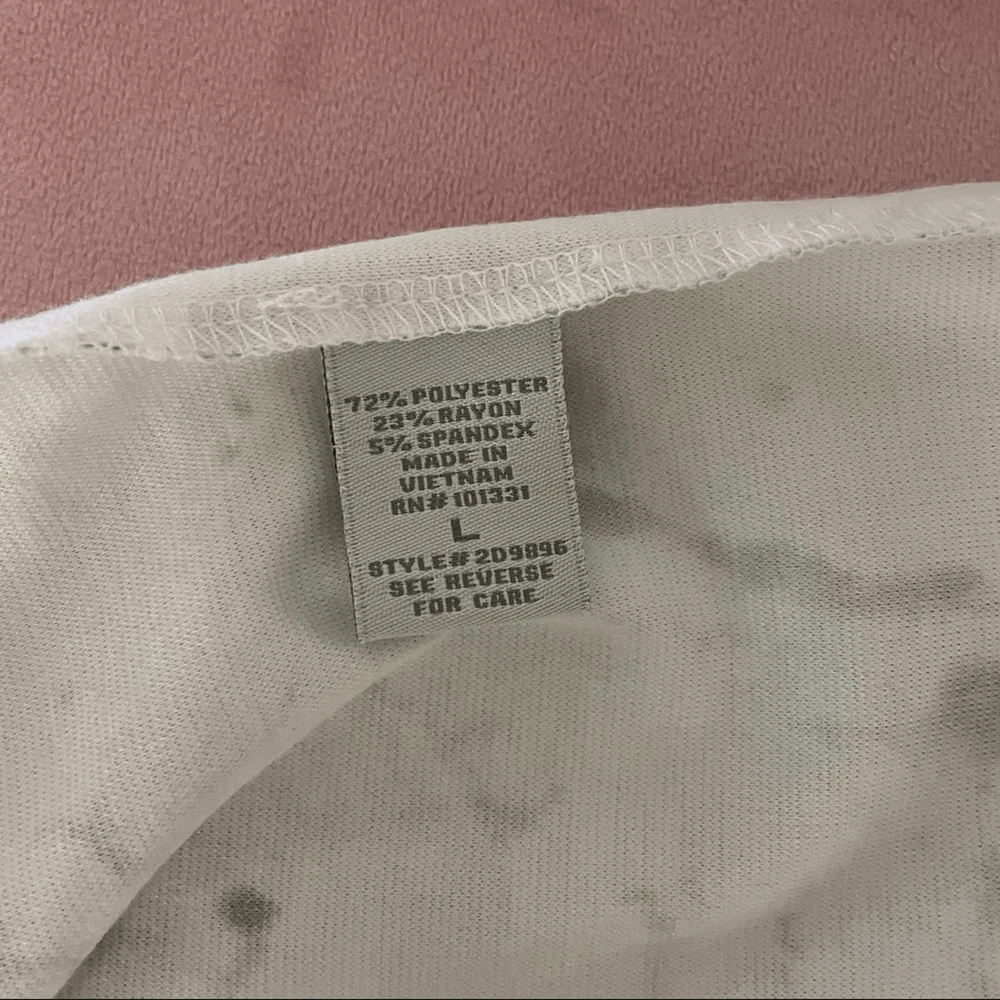 72% POLYESTER
23% RAYON
5% SPANDEX
MADE IN
VIETNAM
RN# 101331
L
STYLE# 2D9896
SEE REVERSE
FOR CARE